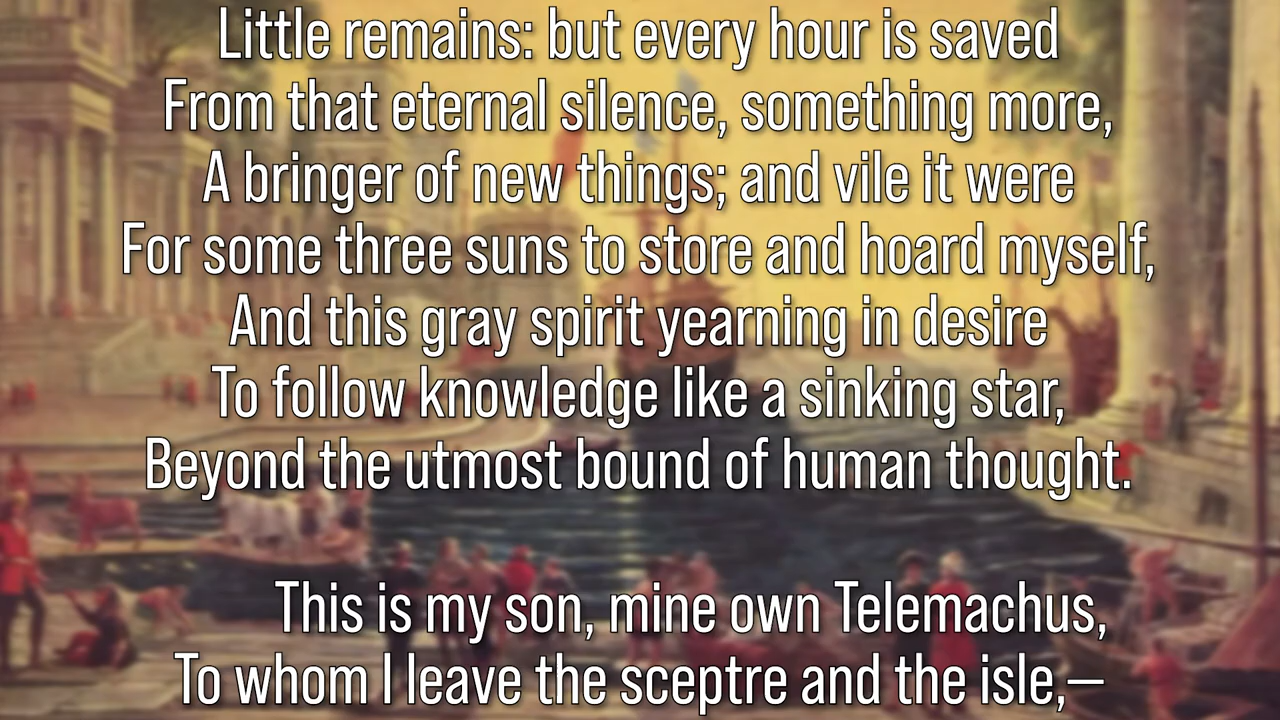 Little remains: but every hour is saved
From that eternal silence, something more,
A bringer of new things; and vile it were
For some three suns to store and hoard myself,
And this gray spirit yearning in desire
To follow knowledge like a sinking star,
Beyond the utmost bound of human thought.
This is my son, mine own Telemachus,
To whom I leave the sceptre and the isle,—